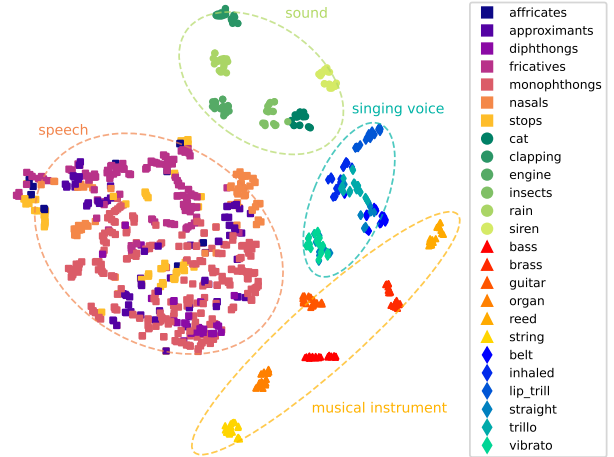 sound
singing voice
speech
musical instrument
affricates
approximants
diphthongs
fricatives
monophthongs
nasals
stops
cat
clapping
engine
insects
rain
siren
bass
brass
guitar
organ
reed
string
belt
inhaled
lip_trill
straight
trillo
vibrato